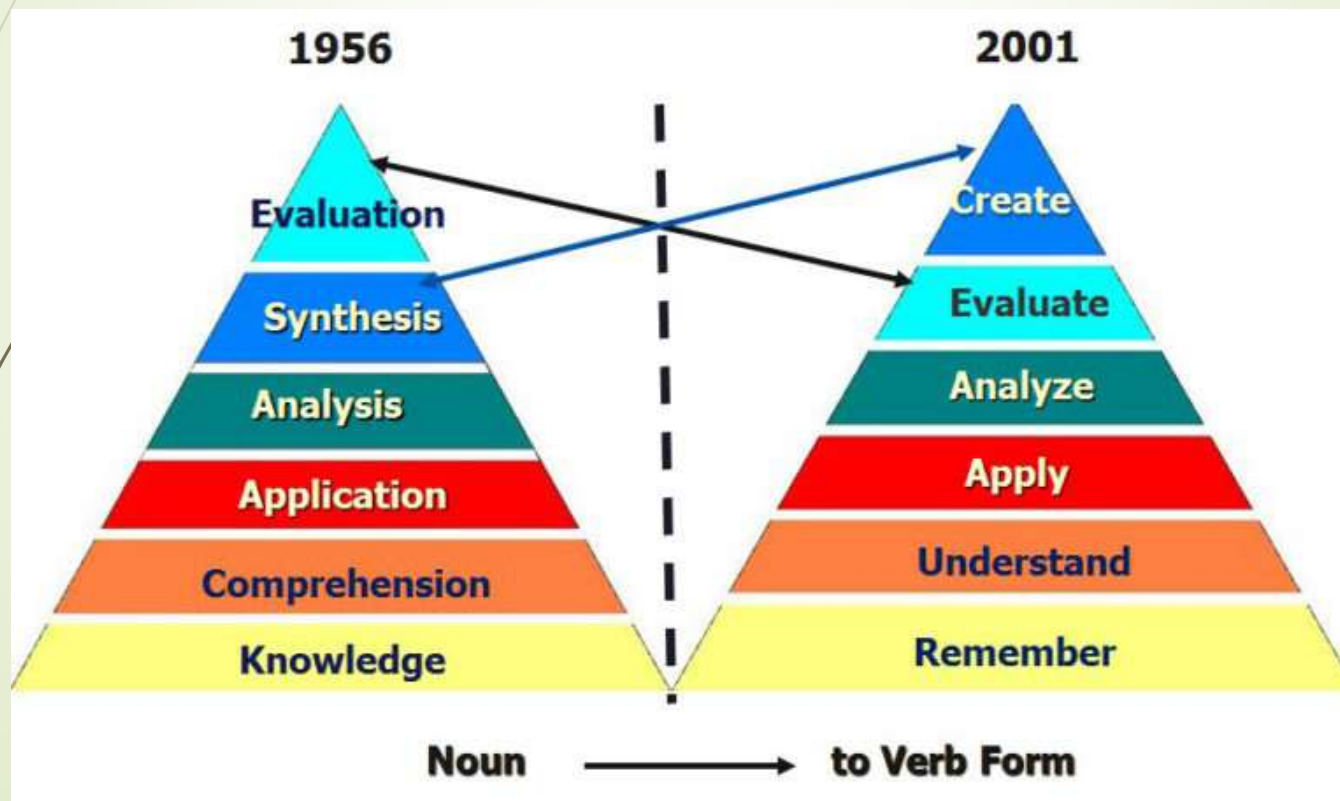 1956
Evaluation
Synthesis
Analysis
Application
Comprehension
Knowledge
2001
Create
Evaluate
Analyze
Apply
Understand
Remember
Noun to Verb Form